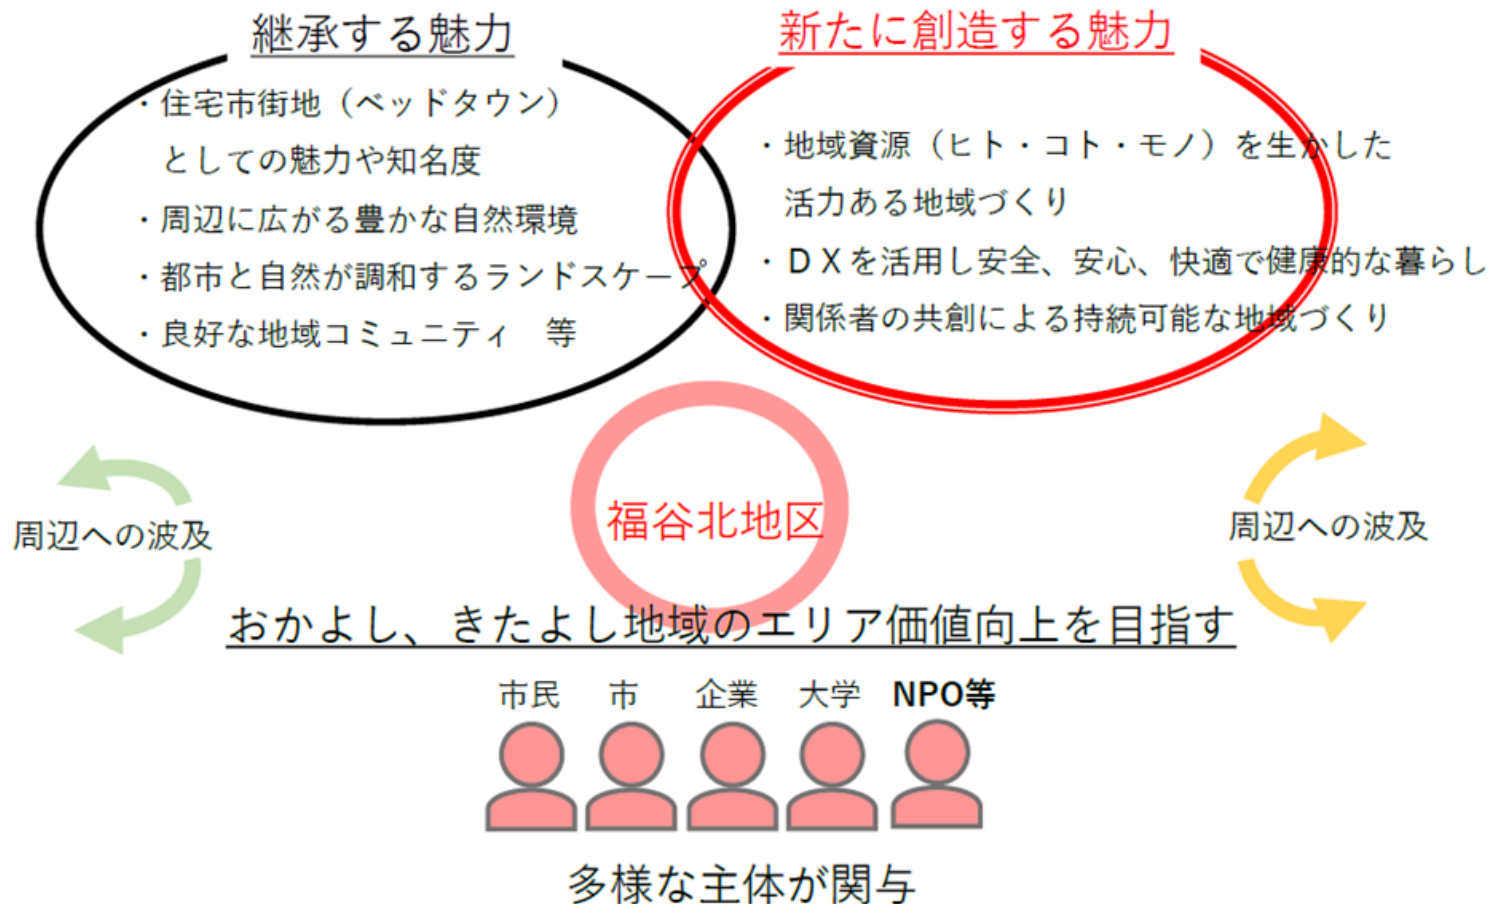 継承する魅力
・住宅市街地（ベッドタウン）
としての魅力や知名度
・周辺に広がる豊かな自然環境
・都市と自然が調和するランドスケープ
・良好な地域コミュニティ　等
新たに創造する魅力
・地域資源（ヒト・コト・モノ）を生かした
活力ある地域づくり
・ＤＸを活用し安全、安心、快適で健康的な暮らし
・関係者の共創による持続可能な地域づくり
周辺への波及
福谷北地区
周辺への波及
おかよし、きたよし地域のエリア価値向上を目指す
市民 市 企業 大学 NPO等
多様な主体が関与